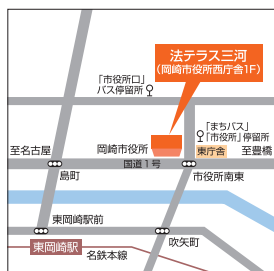 法テラス三河
(岡崎市役所西庁舎1F)
「市役所口」
バス停留所
「まちバス」
「市役所」停留所
岡崎市役所
東庁舎
至名古屋
至豊橋
国道1号
島町
市役所南東
東岡崎駅前
東岡崎駅
吹矢町
名鉄本線